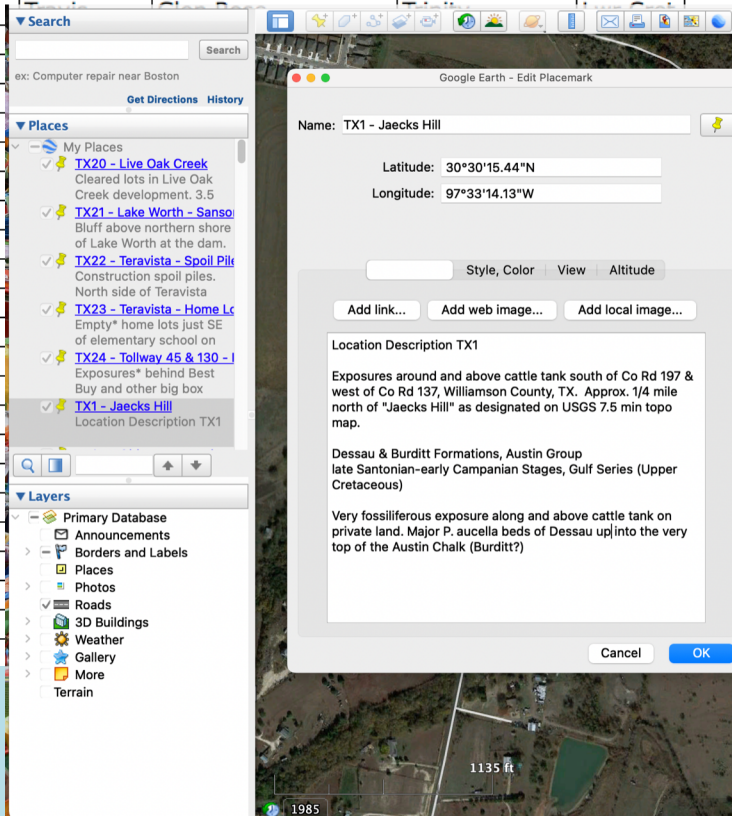 Travis
Glen Rose
Trinity
Lwr Cret
Search
Search
ex: Computer repair near Boston
Get Directions History
Places
My Places
TX20 - Live Oak Creek
Cleared lots in Live Oak
Creek development. 3.5
TX21 - Lake Worth - Sanso
Bluff above northern shore
of Lake Worth at the dam.
TX22 - Teravista - Spoil Pile
Construction spoil piles.
North side of Teravista
TX23 - Teravista - Home Lo
Empty* home lots just SE
of elementary school on
TX24 - Tollway 45 & 130 -
Exposures* behind Best
Buy and other big box
TX1 - Jaecks Hill
Location Description TX1
Layers
Primary Database
Announcements
Borders and Labels
Places
Photos
Roads
3D Buildings
Weather
Gallery
More
Terrain
Google Earth - Edit Placemark
Name: TX1 - Jaecks Hill
Latitude: 30°30'15.44"N
Longitude: 97°33'14.13"W
Style, Color View Altitude
Add link... Add web image... Add local image...
Location Description TX1
Exposures around and above cattle tank south of Co Rd 197 &
west of Co Rd 137, Williamson County, TX. Approx. 1/4 mile
north of "Jaecks Hill" as designated on USGS 7.5 min topo
map.
Dessau & Burditt Formations, Austin Group
late Santonian-early Campanian Stages, Gulf Series (Upper
Cretaceous)
Very fossiliferous exposure along and above cattle tank on
private land. Major P. aucella beds of Dessau up into the very
top of the Austin Chalk (Burditt?)
Cancel OK
1135 ft
1985